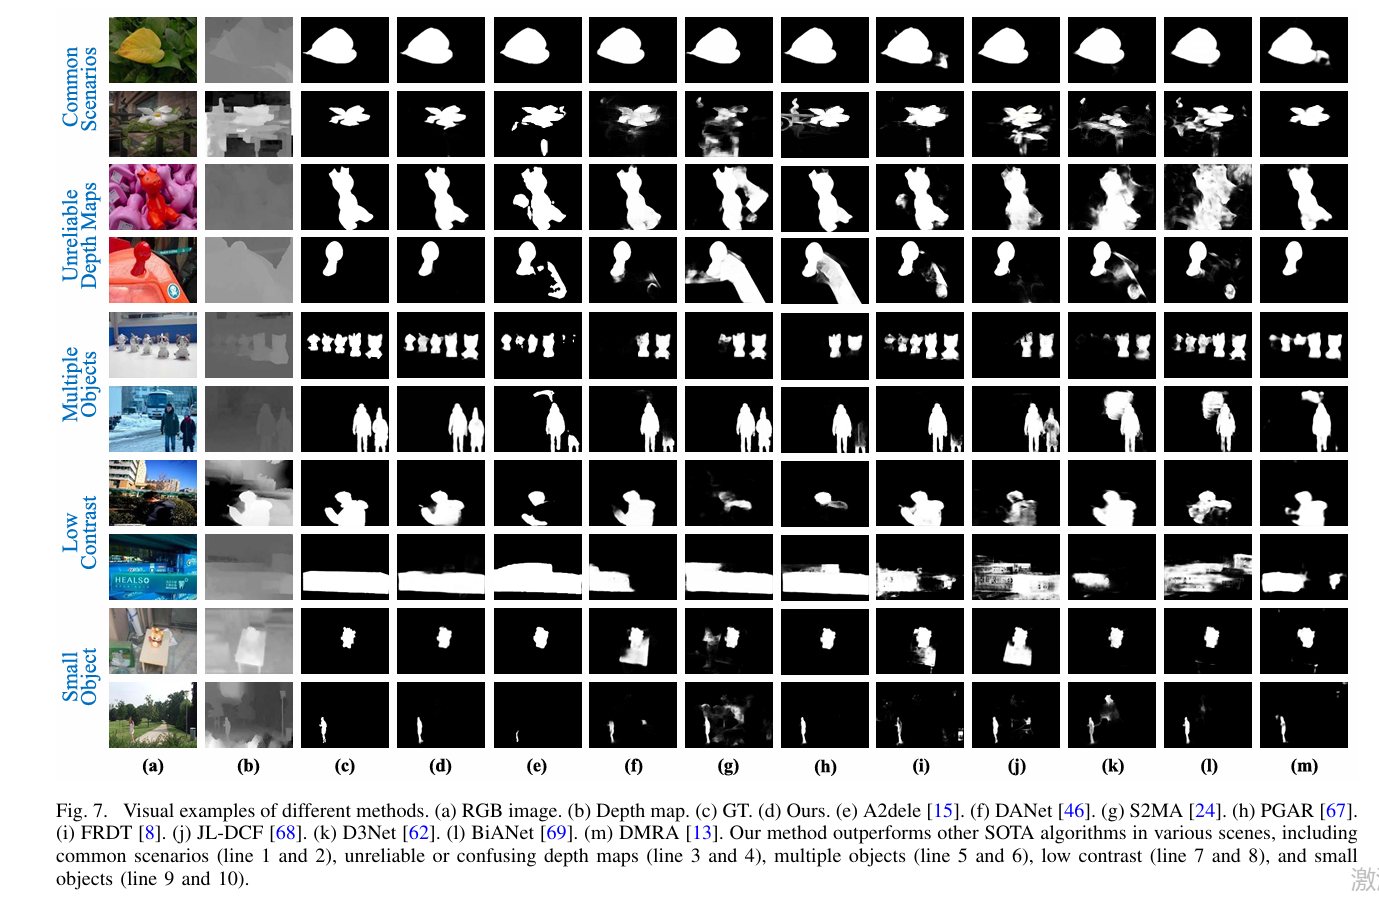 Common
Scenarios
Unreliable
Depth Maps
Multiple
Objects
Low
Contrast
HEALSO
Small
Object
(a) (b) (c) (d) (e) (f) (g) (h) (i) (j) (k) (l) (m)
Fig. 7. Visual examples of different methods. (a) RGB image. (b) Depth map. (c) GT. (d) Ours. (e) A2dele [15]. (f) DANet [46]. (g) S2MA [24]. (h) PGAR [67].
(i) FRDT [8]. (j) JL-DCF [68]. (k) D3Net [62]. (l) BiANet [69]. (m) DMRA [13]. Our method outperforms other SOTA algorithms in various scenes, including
common scenarios (line 1 and 2), unreliable or confusing depth maps (line 3 and 4), multiple objects (line 5 and 6), low contrast (line 7 and 8), and small
objects (line 9 and 10).
激